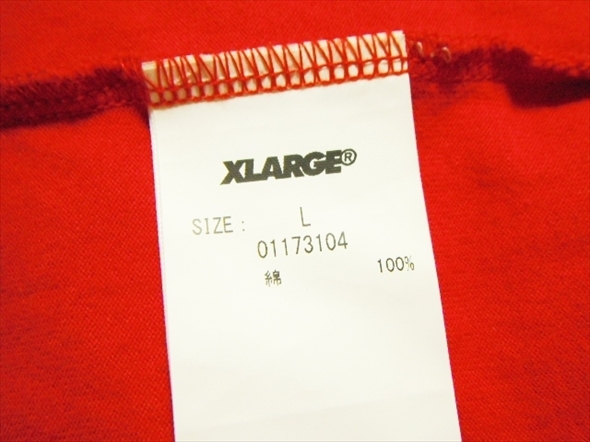 XLARGE®
SIZE: L
01173104
綿 100%